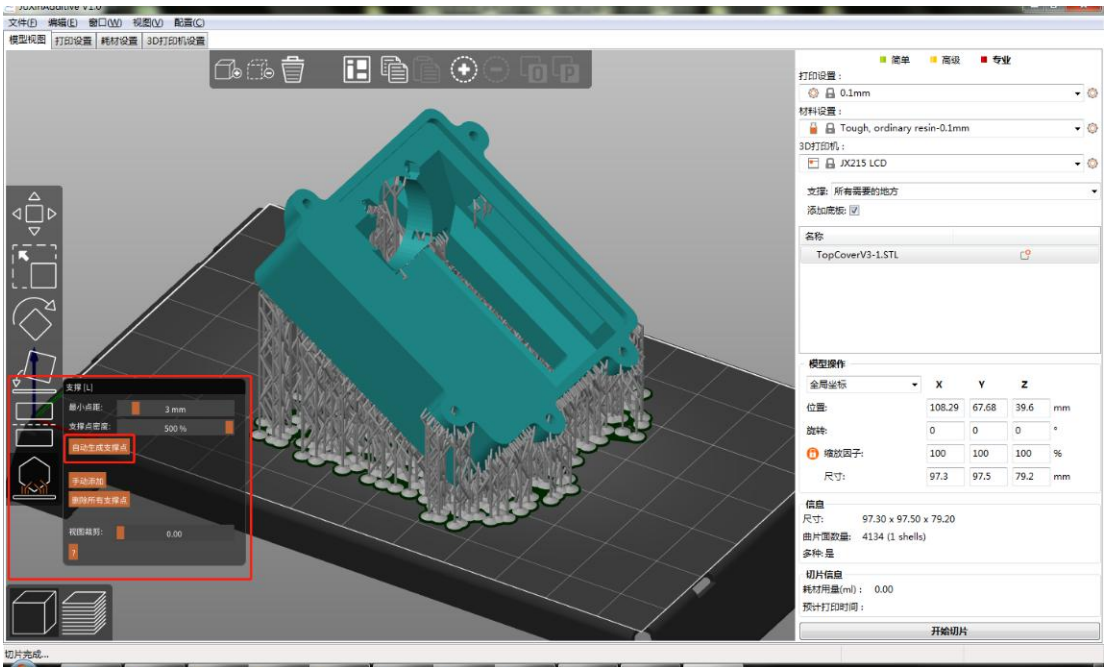 JuXinAdditive V1.0
文件(F) 编辑(E) 窗口(W) 视图(V) 配置(C)
模型视图 打印设置 耗材设置 3D打印机设置
简单 高级 专业
打印设置：
0.1mm
材料设置：
Tough, ordinary resin-0.1mm
3D打印机：
JX215 LCD
支撑: 所有需要的地方
添加底板:
名称
TopCoverV3-1.STL
支撑 [L]
最小点距: 3 mm
支撑点密度: 500 %
自动生成支撑点
手动添加
删除所有支撑点
视图裁剪: 0.00
?
模型操作
全局坐标 X Y Z
位置: 108.29 67.68 39.6 mm
旋转: 0 0 0 °
缩放因子: 100 100 100 %
尺寸: 97.3 97.5 79.2 mm
信息
尺寸: 97.30 x 97.50 x 79.20
曲片面数量: 4134 (1 shells)
多种: 是
切片信息
耗材用量(ml)： 0.00
预计打印时间：
开始切片
切片完成...